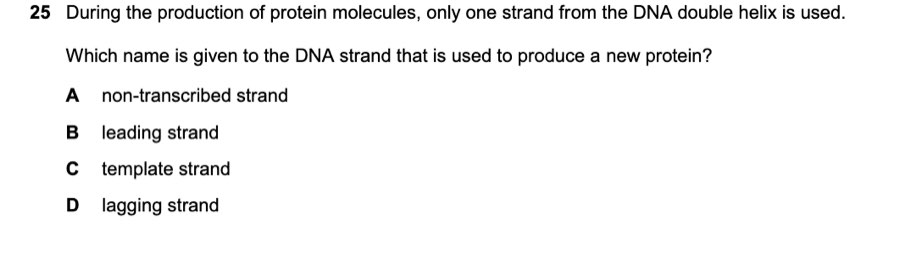 25 During the production of protein molecules, only one strand from the DNA double helix is used.
Which name is given to the DNA strand that is used to produce a new protein?
A non-transcribed strand
B leading strand
C template strand
D lagging strand